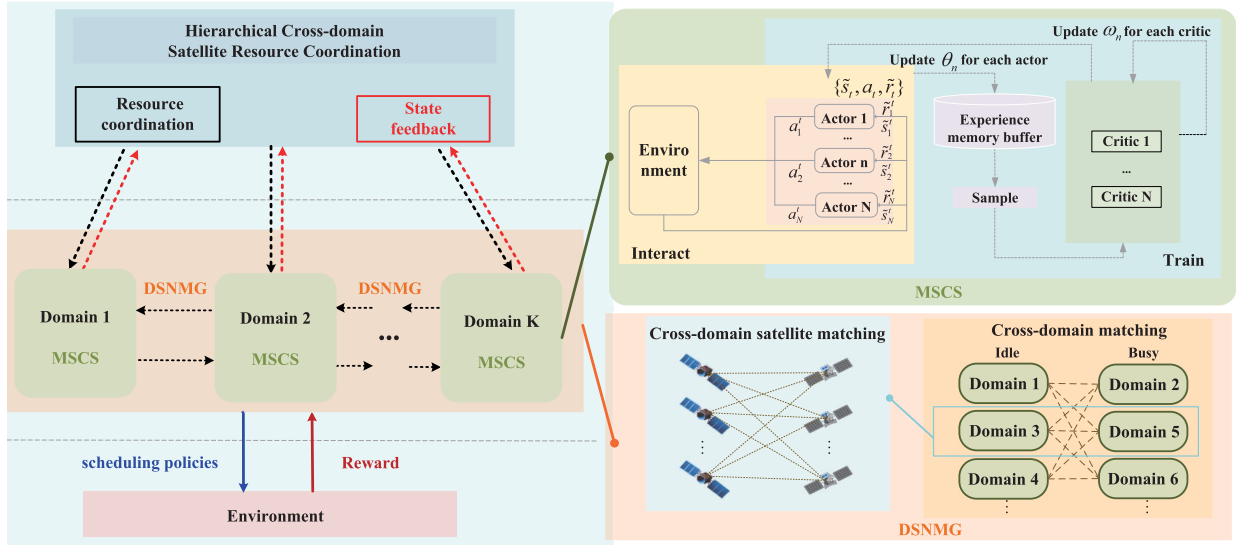 Hierarchical Cross-domain
Satellite Resource Coordination
Resource
coordination
State
feedback
DSNMG
DSNMG
Domain 1
MSCS
Domain 2
MSCS
...
Domain K
MSCS
scheduling policies
Reward
Environment
Update ω_n for each critic
Update θ_n for each actor
{s̃_t, a_t, r̃_t}
Enviro
nment
a_1^t
Actor 1
r̃_1^t
s̃_1^t
...
a_2^t
Actor n
r̃_2^t
s̃_2^t
...
a_N^t
Actor N
r̃_N^t
s̃_N^t
Interact
Experience
memory buffer
Sample
Critic 1
...
Critic N
Train
MSCS
Cross-domain satellite matching
Cross-domain matching
Idle
Busy
Domain 1
Domain 2
Domain 3
Domain 5
Domain 4
Domain 6
DSNMG